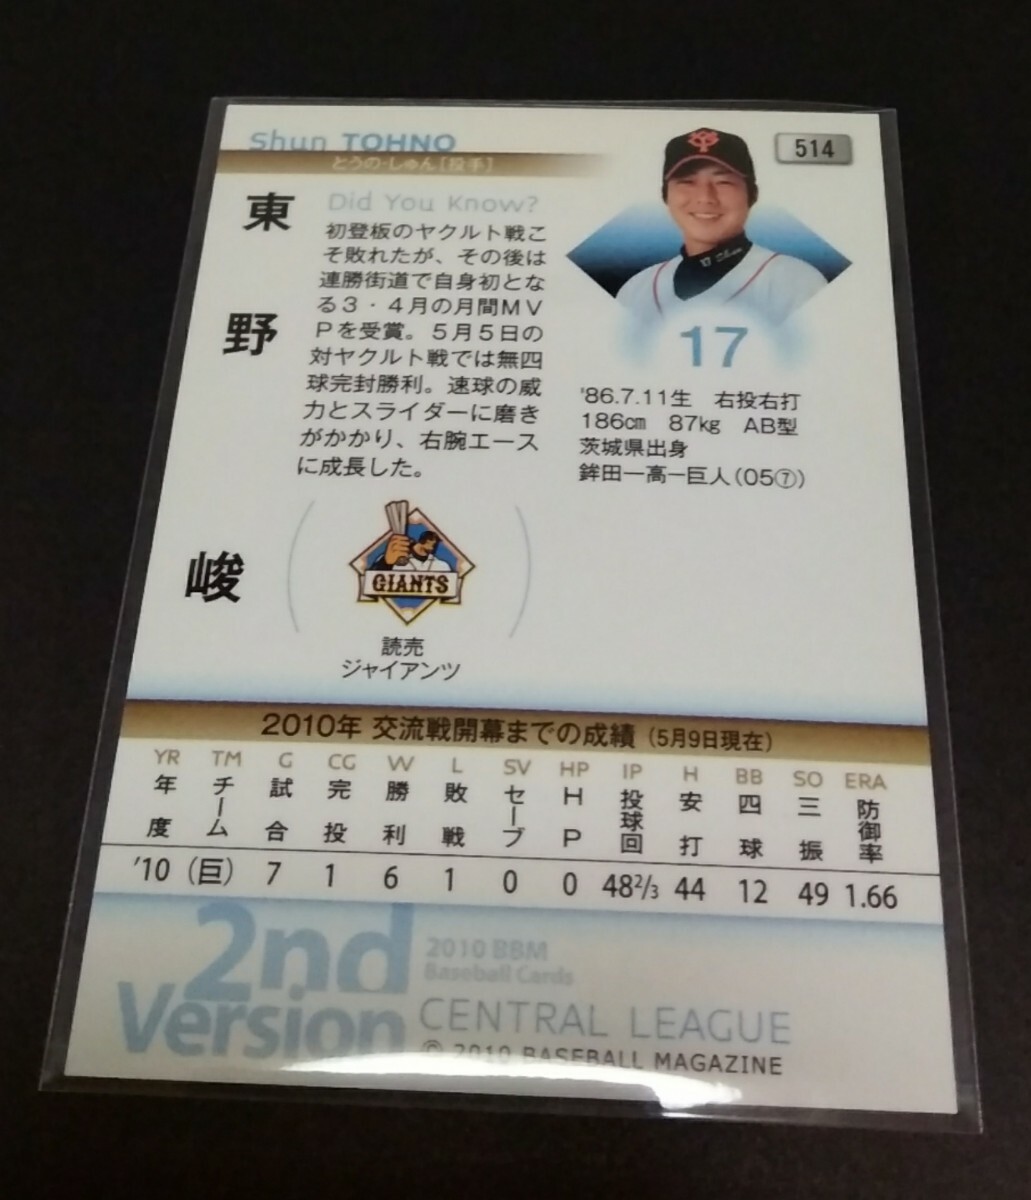 Shun TOHNO
とうの・しゅん［投手］
514
東野 峻
Did You Know?
初登板のヤクルト戦こ
そ敗れたが、その後は
連勝街道で自身初とな
る３・４月の月間ＭＶ
Ｐを受賞。５月５日の
対ヤクルト戦では無四
球完封勝利。速球の威
力とスライダーに磨き
がかかり、右腕エース
に成長した。
17
'86.7.11生 右投右打
186㎝ 87㎏ AB型
茨城県出身
鉾田一高－巨人（05⑦）
GIANTS
読売
ジャイアンツ
2010年 交流戦開幕までの成績（5月9日現在）
YR TM G CG W L SV HP IP H BB SO ERA
年度 チーム 試合 完投 勝利 敗戦 セーブ ＨＰ 投球回 安打 四球 三振 防御率
'10 （巨） 7 1 6 1 0 0 48 2/3 44 12 49 1.66
2nd
Version
2010 BBM
Baseball Cards
CENTRAL LEAGUE
© 2010 BASEBALL MAGAZINE